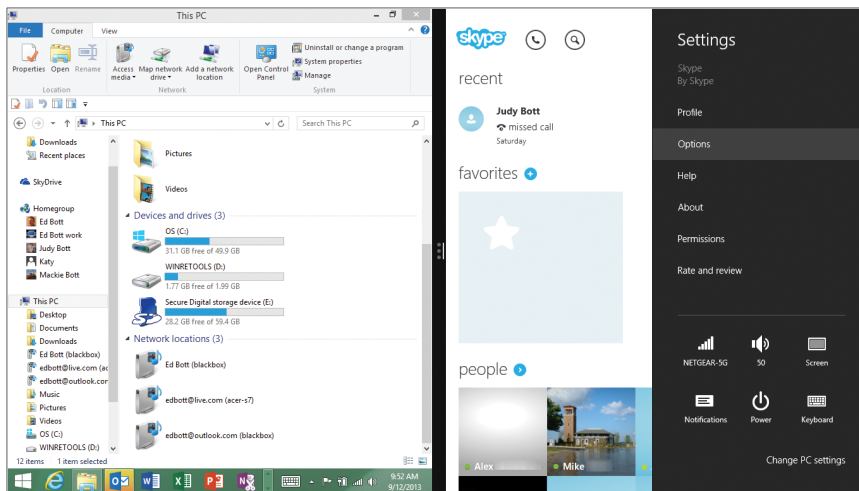 This PC
File Computer View
Properties Open Rename
Access media
Map network drive
Add a network location
Open Control Panel
Uninstall or change a program
System properties
Manage
Location Network System
This PC
Search This PC
Downloads
Recent places
SkyDrive
Homegroup
Ed Bott
Ed Bott work
Judy Bott
Katy
Mackie Bott
This PC
Desktop
Documents
Downloads
Ed Bott (blackbox)
edbott@live.com (ac
edbott@outlook.cor
Music
Pictures
Videos
OS (C:)
WINRETOOLS (D:)
Pictures
Videos
Devices and drives (3)
OS (C:)
31.1 GB free of 49.9 GB
WINRETOOLS (D:)
1.77 GB free of 1.99 GB
Secure Digital storage device (E:)
28.2 GB free of 59.4 GB
Network locations (3)
Ed Bott (blackbox)
edbott@live.com (acer-s7)
edbott@outlook.com (blackbox)
12 items 1 item selected
9:52 AM
9/12/2013
skype
recent
Judy Bott
missed call
Saturday
favorites
people
Alex
Mike
Settings
Skype
By Skype
Profile
Options
Help
About
Permissions
Rate and review
NETGEAR-5G 50 Screen
Notifications Power Keyboard
Change PC settings